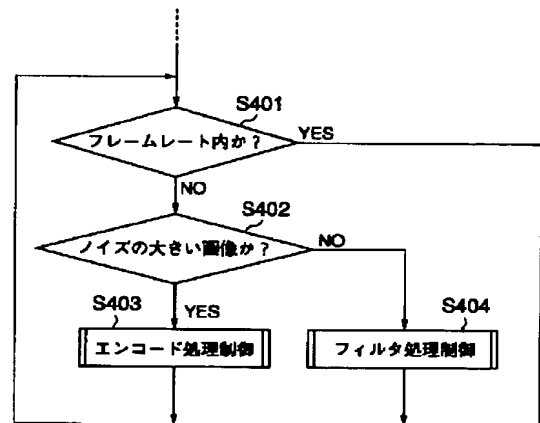 S401
フレームレート内か?
YES
NO
S402
ノイズの大きい画像か?
NO
YES
S403
エンコード処理制御
S404
フィルタ処理制御